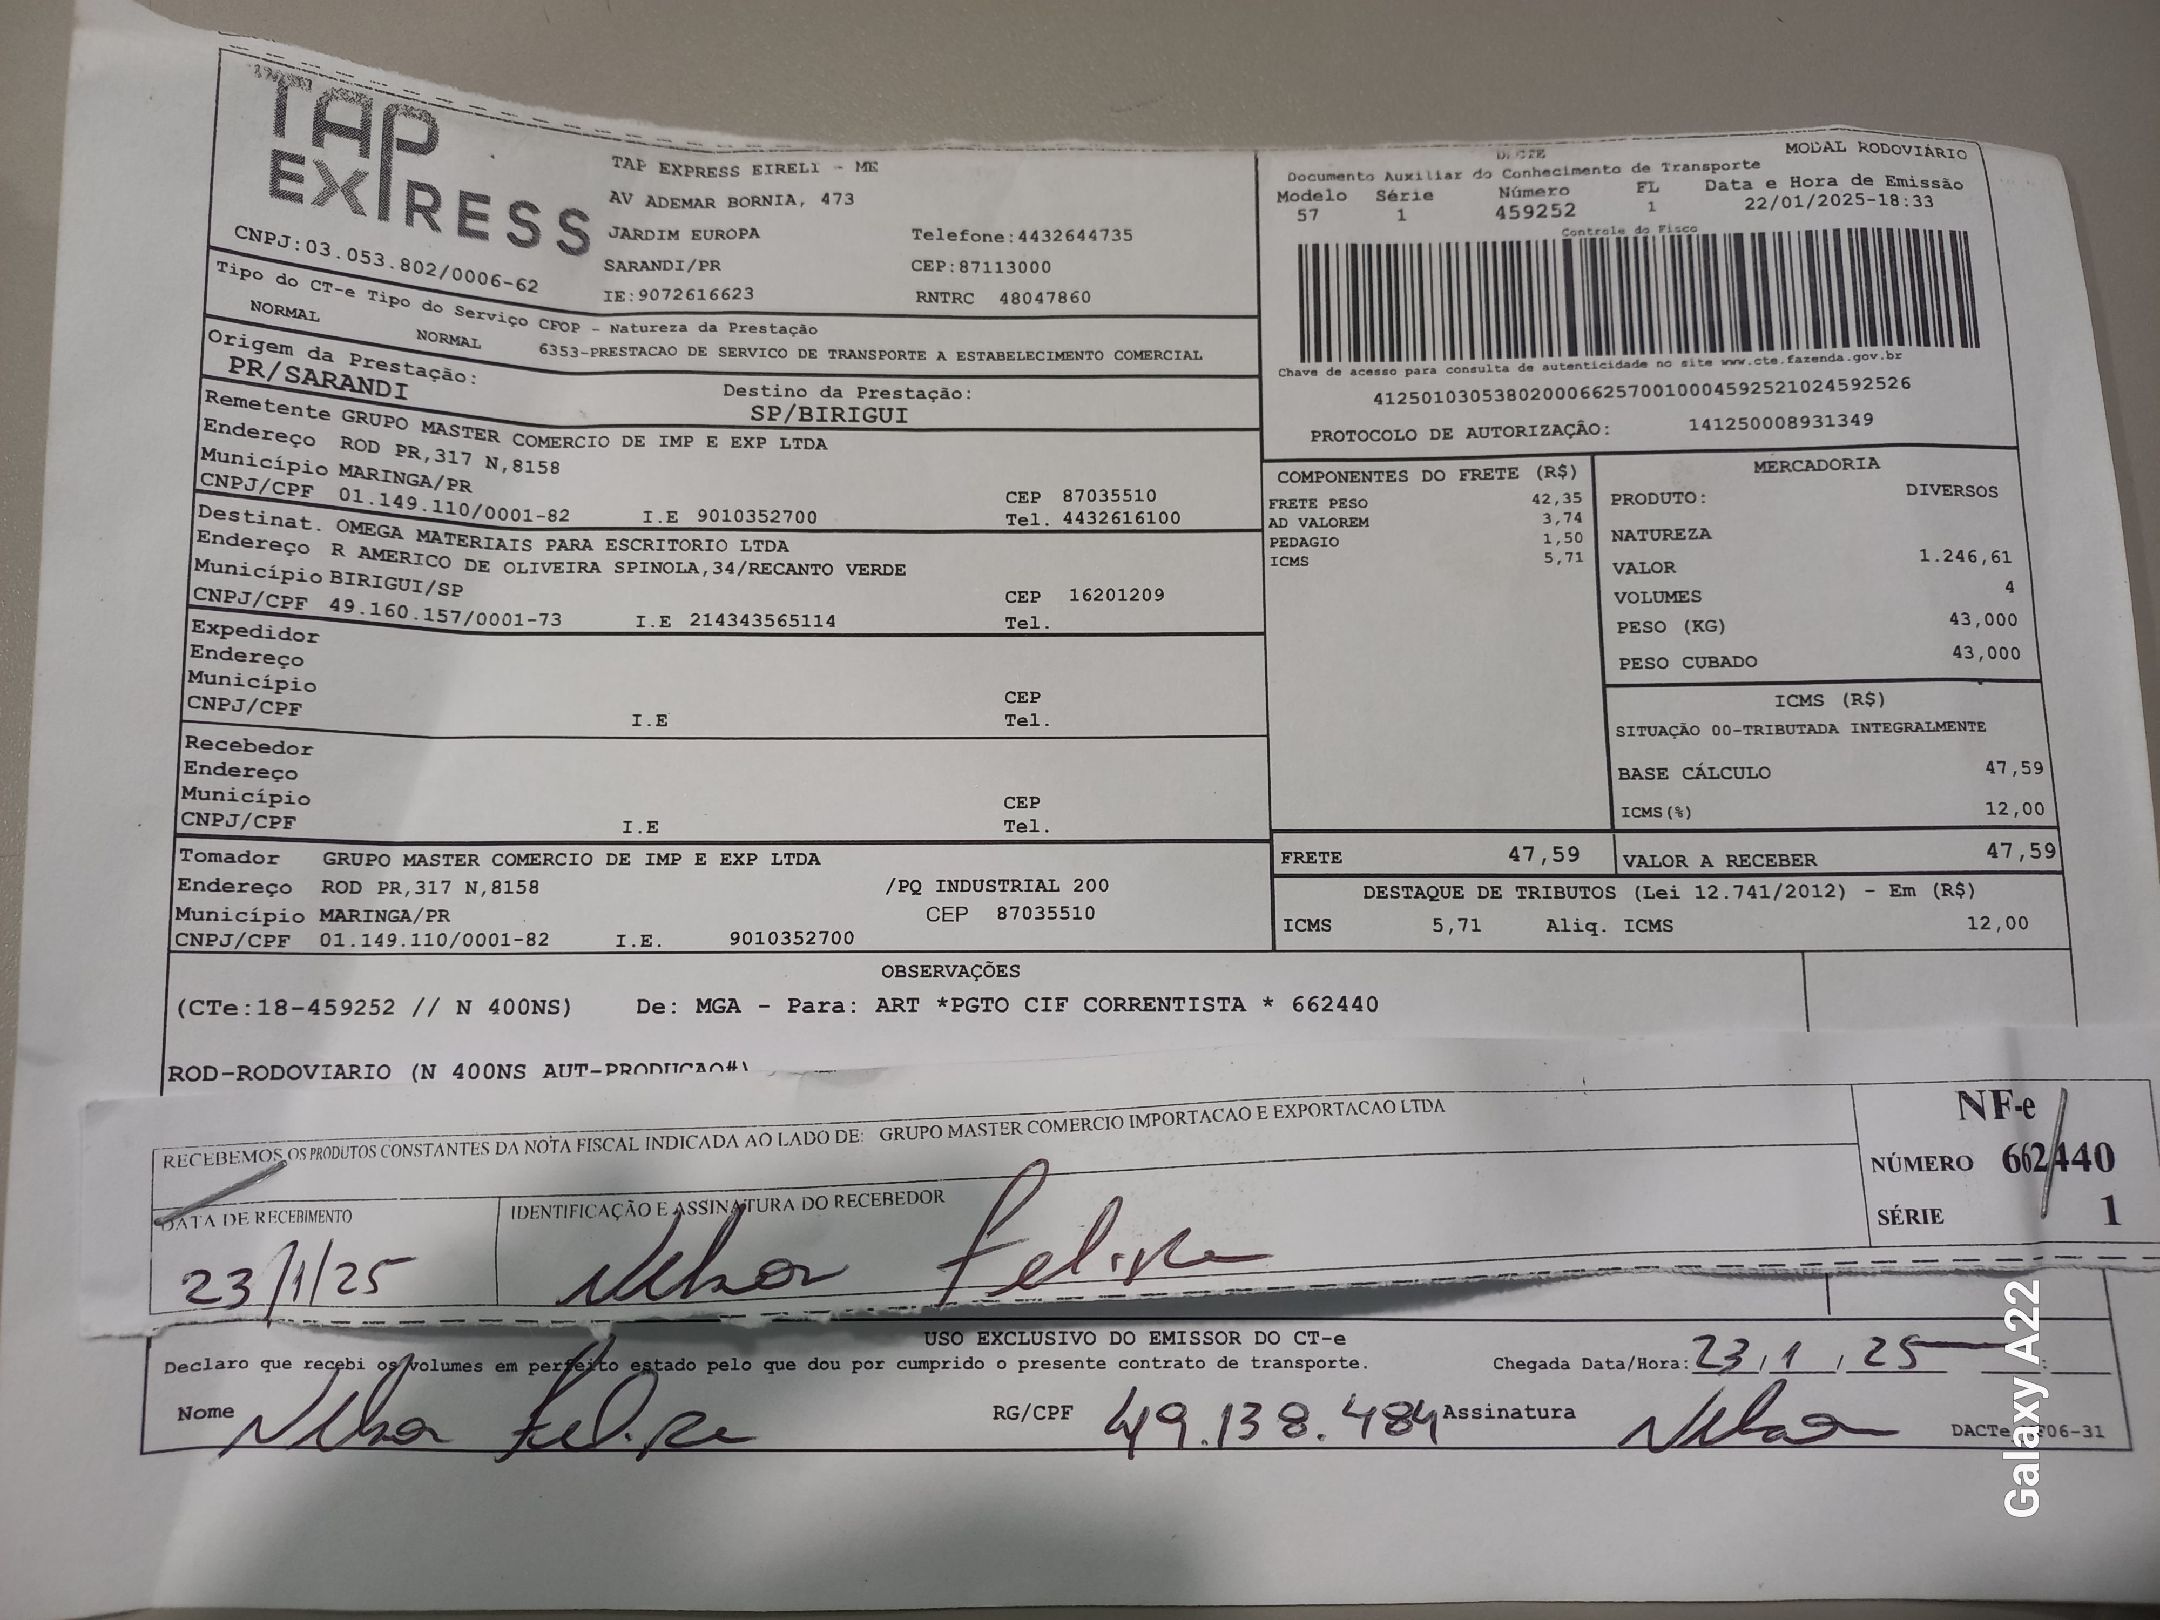 TAP
EXPRESS
CNPJ:03.053.802/0006-62
TAP EXPRESS EIRELI - ME
AV ADEMAR BORNIA, 473
JARDIM EUROPA Telefone:4432644735
SARANDI/PR CEP:87113000
IE:9072616623 RNTRC 48047860
DACTE MODAL RODOVIÁRIO
Documento Auxiliar do Conhecimento de Transporte
Modelo Série Número FL Data e Hora de Emissão
57 1 459252 1 22/01/2025-18:33
Controle do Fisco
Chave de acesso para consulta de autenticidade no site www.cte.fazenda.gov.br
41250103053802000662570010004592521024592526
PROTOCOLO DE AUTORIZAÇÃO: 141250008931349
Tipo do CT-e Tipo do Serviço CFOP - Natureza da Prestação
NORMAL NORMAL 6353-PRESTACAO DE SERVICO DE TRANSPORTE A ESTABELECIMENTO COMERCIAL
Origem da Prestação: Destino da Prestação:
PR/SARANDI SP/BIRIGUI
Remetente GRUPO MASTER COMERCIO DE IMP E EXP LTDA
Endereço ROD PR,317 N,8158
Município MARINGA/PR CEP 87035510
CNPJ/CPF 01.149.110/0001-82 I.E 9010352700 Tel. 4432616100
Destinat. OMEGA MATERIAIS PARA ESCRITORIO LTDA
Endereço R AMERICO DE OLIVEIRA SPINOLA,34/RECANTO VERDE
Município BIRIGUI/SP CEP 16201209
CNPJ/CPF 49.160.157/0001-73 I.E 214343565114 Tel.
Expedidor
Endereço
Município CEP
CNPJ/CPF I.E Tel.
Recebedor
Endereço
Município CEP
CNPJ/CPF I.E Tel.
Tomador GRUPO MASTER COMERCIO DE IMP E EXP LTDA
Endereço ROD PR,317 N,8158 /PQ INDUSTRIAL 200
Município MARINGA/PR CEP 87035510
CNPJ/CPF 01.149.110/0001-82 I.E. 9010352700
COMPONENTES DO FRETE (R$)
FRETE PESO 42,35
AD VALOREM 3,74
PEDAGIO 1,50
ICMS 5,71
MERCADORIA
PRODUTO: DIVERSOS
NATUREZA
VALOR 1.246,61
VOLUMES 4
PESO (KG) 43,000
PESO CUBADO 43,000
ICMS (R$)
SITUAÇÃO 00-TRIBUTADA INTEGRALMENTE
BASE CÁLCULO 47,59
ICMS(%) 12,00
FRETE 47,59 VALOR A RECEBER 47,59
DESTAQUE DE TRIBUTOS (Lei 12.741/2012) - Em (R$)
ICMS 5,71 Aliq. ICMS 12,00
OBSERVAÇÕES
(CTe:18-459252 // N 400NS) De: MGA - Para: ART *PGTO CIF CORRENTISTA * 662440
ROD-RODOVIARIO (N 400NS AUT-PRODUCAO#)
RECEBEMOS OS PRODUTOS CONSTANTES DA NOTA FISCAL INDICADA AO LADO DE: GRUPO MASTER COMERCIO IMPORTACAO E EXPORTACAO LTDA
NF-e
NÚMERO 662440
SÉRIE 1
DATA DE RECEBIMENTO IDENTIFICAÇÃO E ASSINATURA DO RECEBEDOR
23/1/25 Nelson Felipe
USO EXCLUSIVO DO EMISSOR DO CT-e
Declaro que recebi os volumes em perfeito estado pelo que dou por cumprido o presente contrato de transporte. Chegada Data/Hora: 23/1/25 :
Nome Nelson Felipe RG/CPF 49.138.484 Assinatura Nelson
DACTe 06-31
Galaxy A22